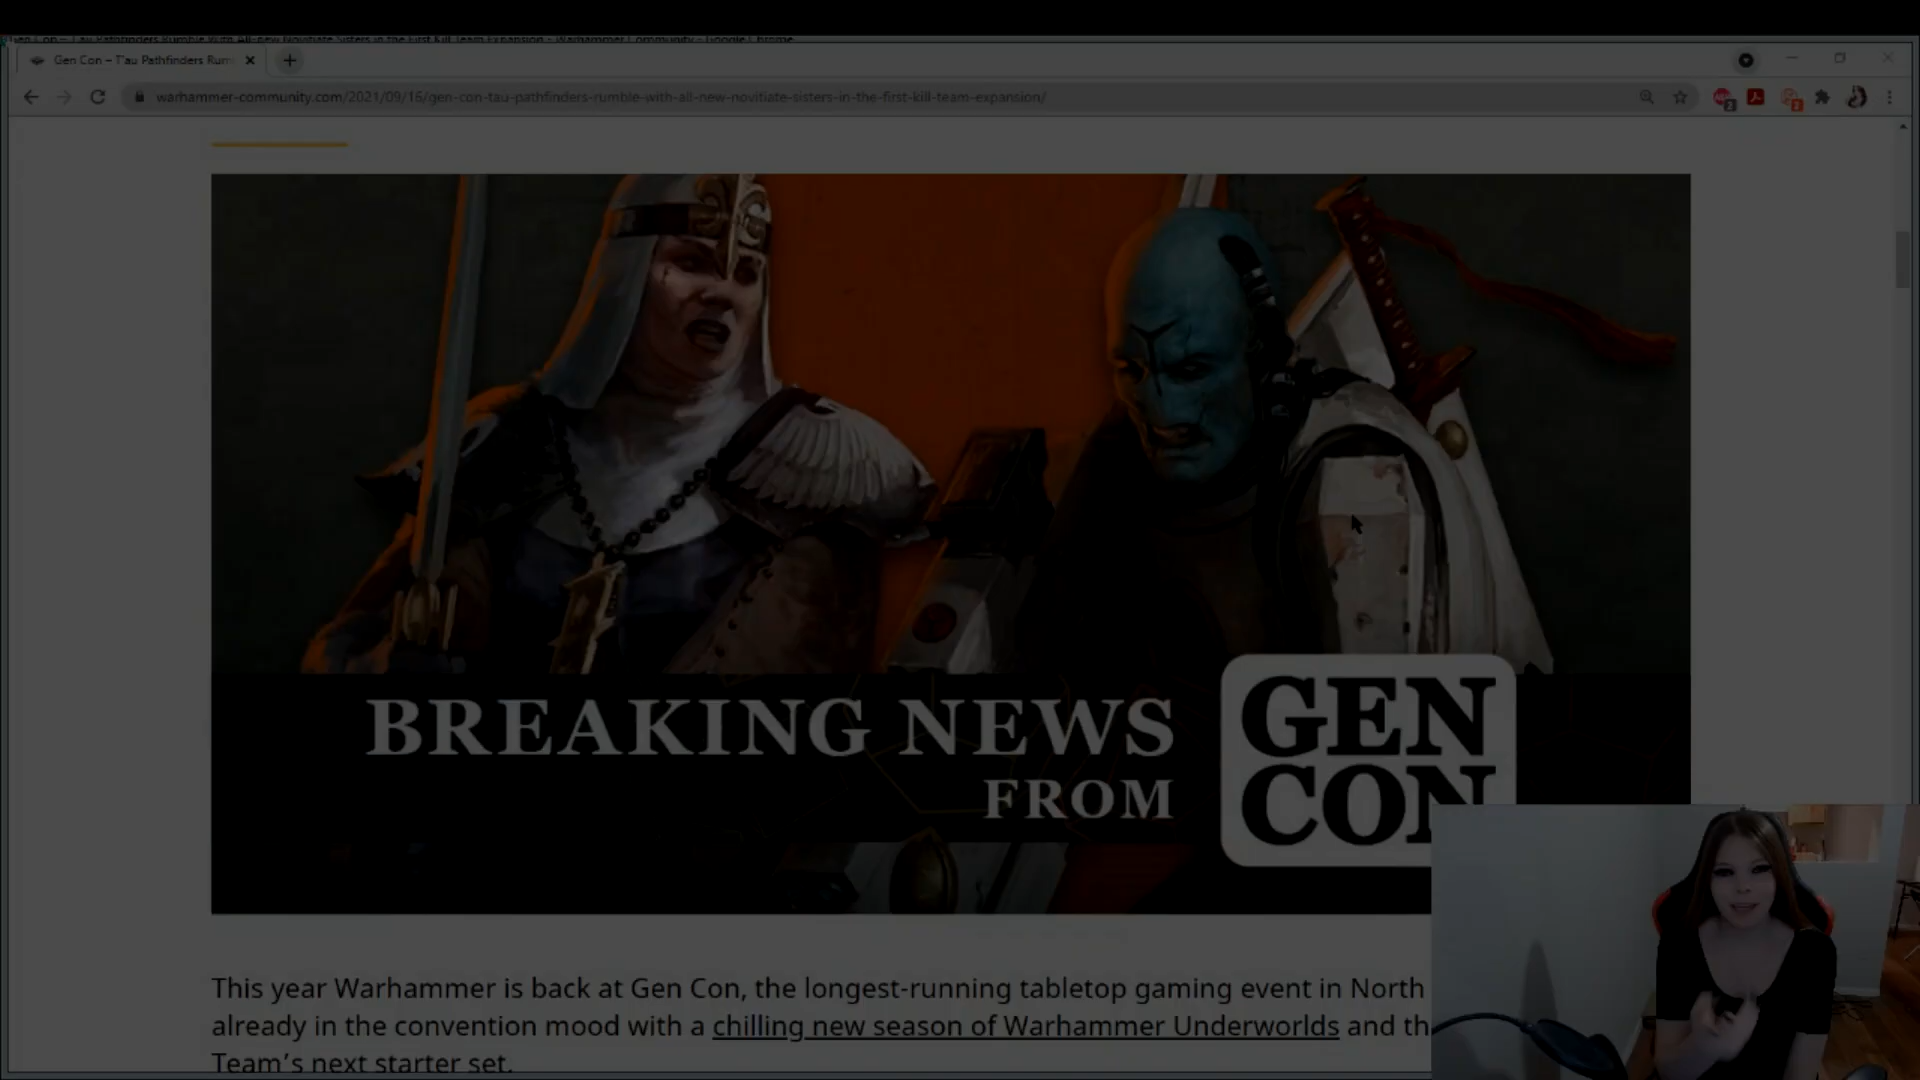 Gen Con – T'au Pathfinders Rumble With All-new Novitiate Sisters in the First Kill Team Expansion - Warhammer Community - Google Chrome
Gen Con – T'au Pathfinders Rum
warhammer-community.com/2021/09/16/gen-con-tau-pathfinders-rumble-with-all-new-novitiate-sisters-in-the-first-kill-team-expansion/
BREAKING NEWS
FROM
GEN
CON
This year Warhammer is back at Gen Con, the longest-running tabletop gaming event in North
already in the convention mood with a chilling new season of Warhammer Underworlds and th
Team's next starter set.